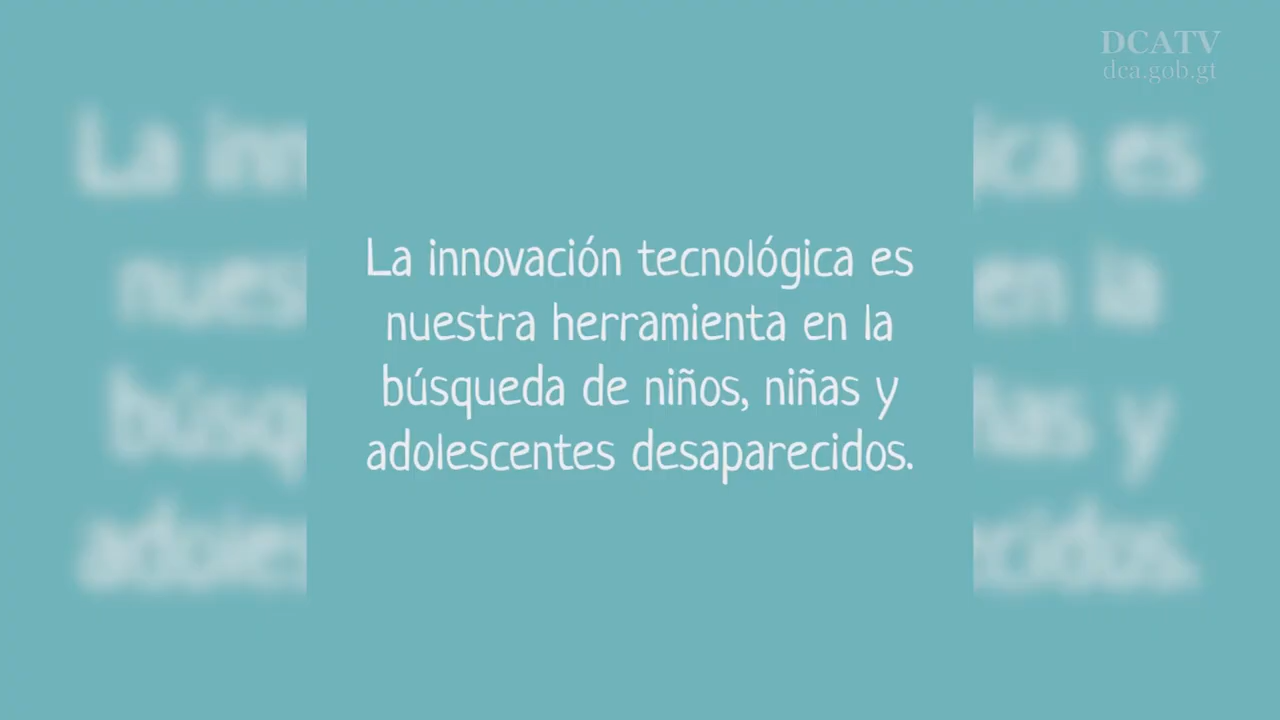 DCATV
dca.gob.gt
La innovación tecnológica es
nuestra herramienta en la
búsqueda de niños, niñas y
adolescentes desaparecidos.